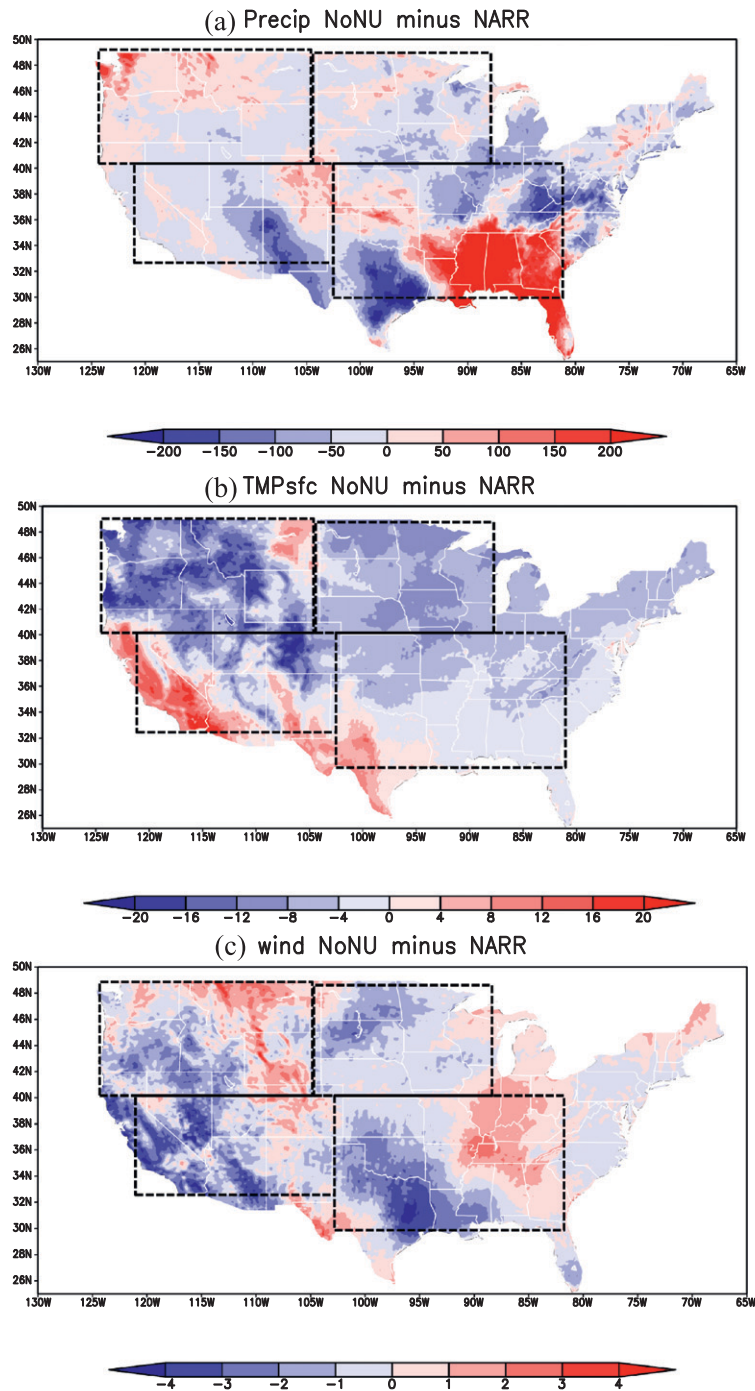 (a) Precip NoNU minus NARR
50N
48N
46N
44N
42N
40N
38N
36N
34N
32N
30N
28N
26N
130W 125W 120W 115W 110W 105W 100W 95W 90W 85W 80W 75W 70W 65W
-200 -150 -100 -50 0 50 100 150 200
(b) TMPsfc NoNU minus NARR
50N
48N
46N
44N
42N
40N
38N
36N
34N
32N
30N
28N
26N
130W 125W 120W 115W 110W 105W 100W 95W 90W 85W 80W 75W 70W 65W
-20 -16 -12 -8 -4 0 4 8 12 16 20
(c) wind NoNU minus NARR
50N
48N
46N
44N
42N
40N
38N
36N
34N
32N
30N
28N
26N
130W 125W 120W 115W 110W 105W 100W 95W 90W 85W 80W 75W 70W 65W
-4 -3 -2 -1 0 1 2 3 4